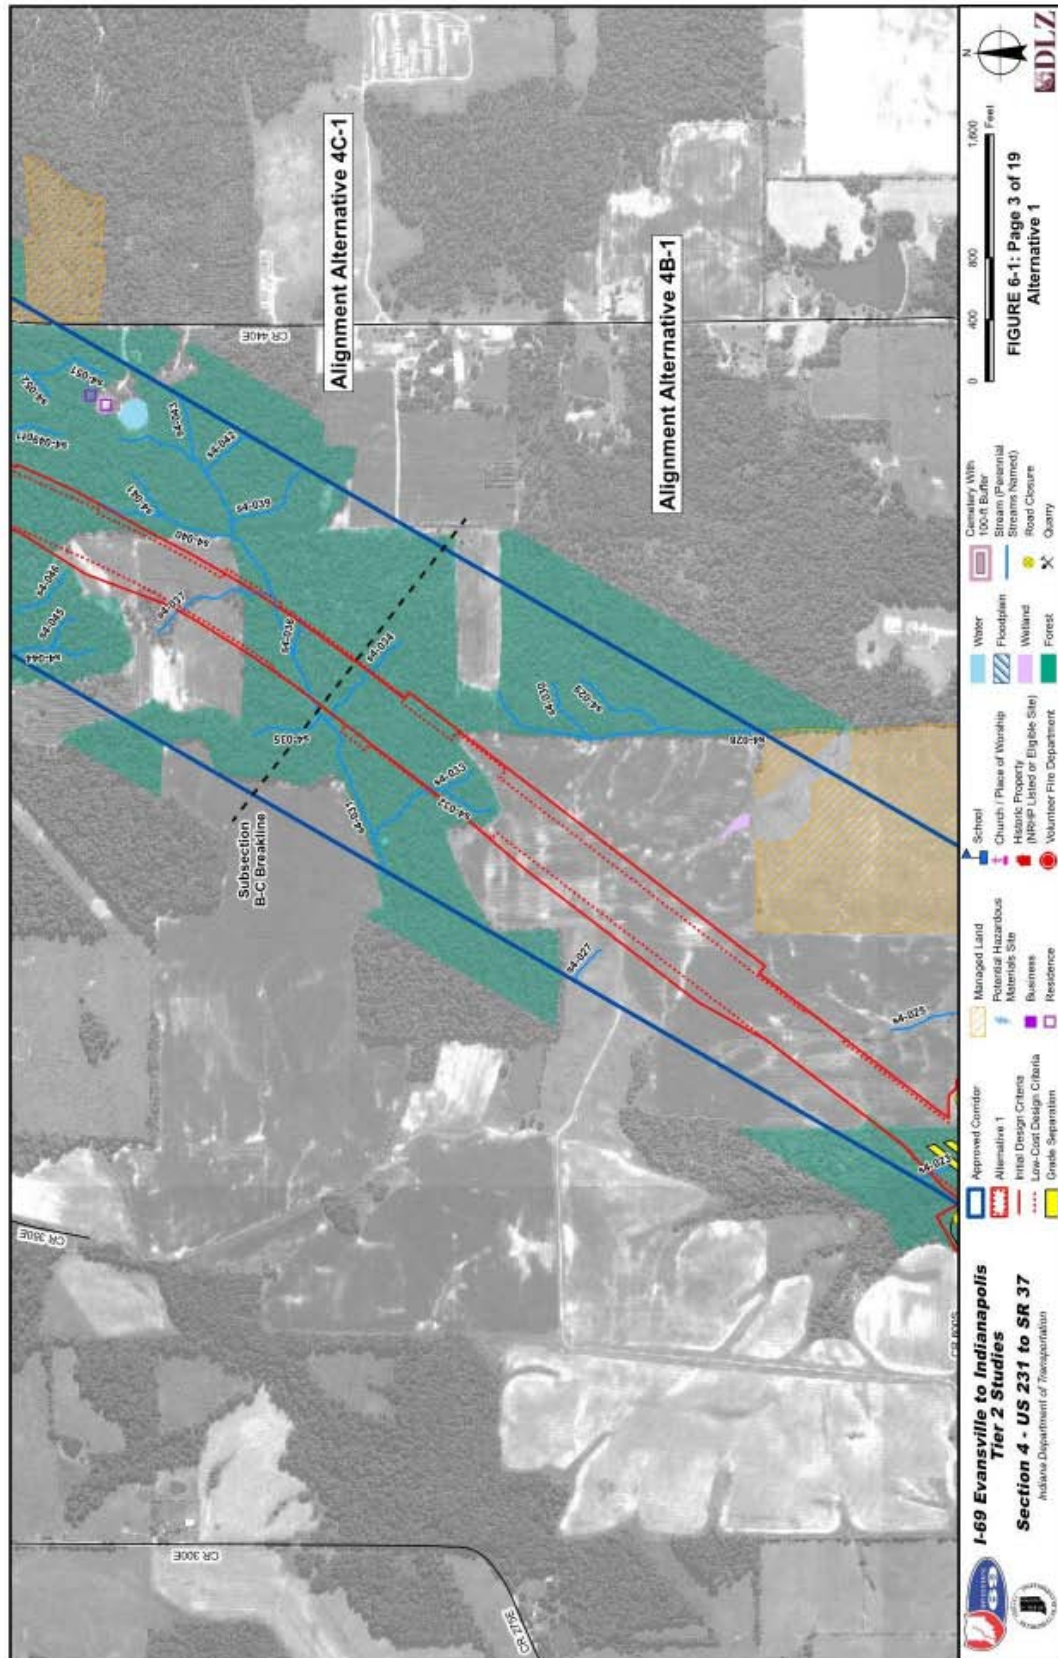 CR 440E
CR 350E
CR 300E
CR 275E
CR 600S
Alignment Alternative 4C-1
Alignment Alternative 4B-1
Subsection
B-C Breakline
s4-051
s4-043
s4-042
s4-041
s4-040
s4-039
s4-037
s4-046
s4-045
s4-044
s4-034
s4-035
s4-033
s4-032
s4-031
s4-030
s4-029
s4-028
s4-027
s4-023
I-69 Evansville to Indianapolis
Tier 2 Studies
Section 4 - US 231 to SR 37
Indiana Department of Transportation
Approved Corridor
Alternative 1
Initial Design Criteria
Low-Cost Design Criteria
Grade Separation
Managed Land
Potential Hazardous
Materials Site
Business
Residence
School
Church / Place of Worship
Historic Property
(NRHP Listed or Eligible Site)
Volunteer Fire Department
Water
Floodplain
Wetland
Forest
Cemetery With
100-ft Buffer
Stream (Perennial
Streams Named)
Road Closure
Quarry
0 400 800 1,600
Feet
FIGURE 6-1: Page 3 of 19
Alternative 1
N
DLZ